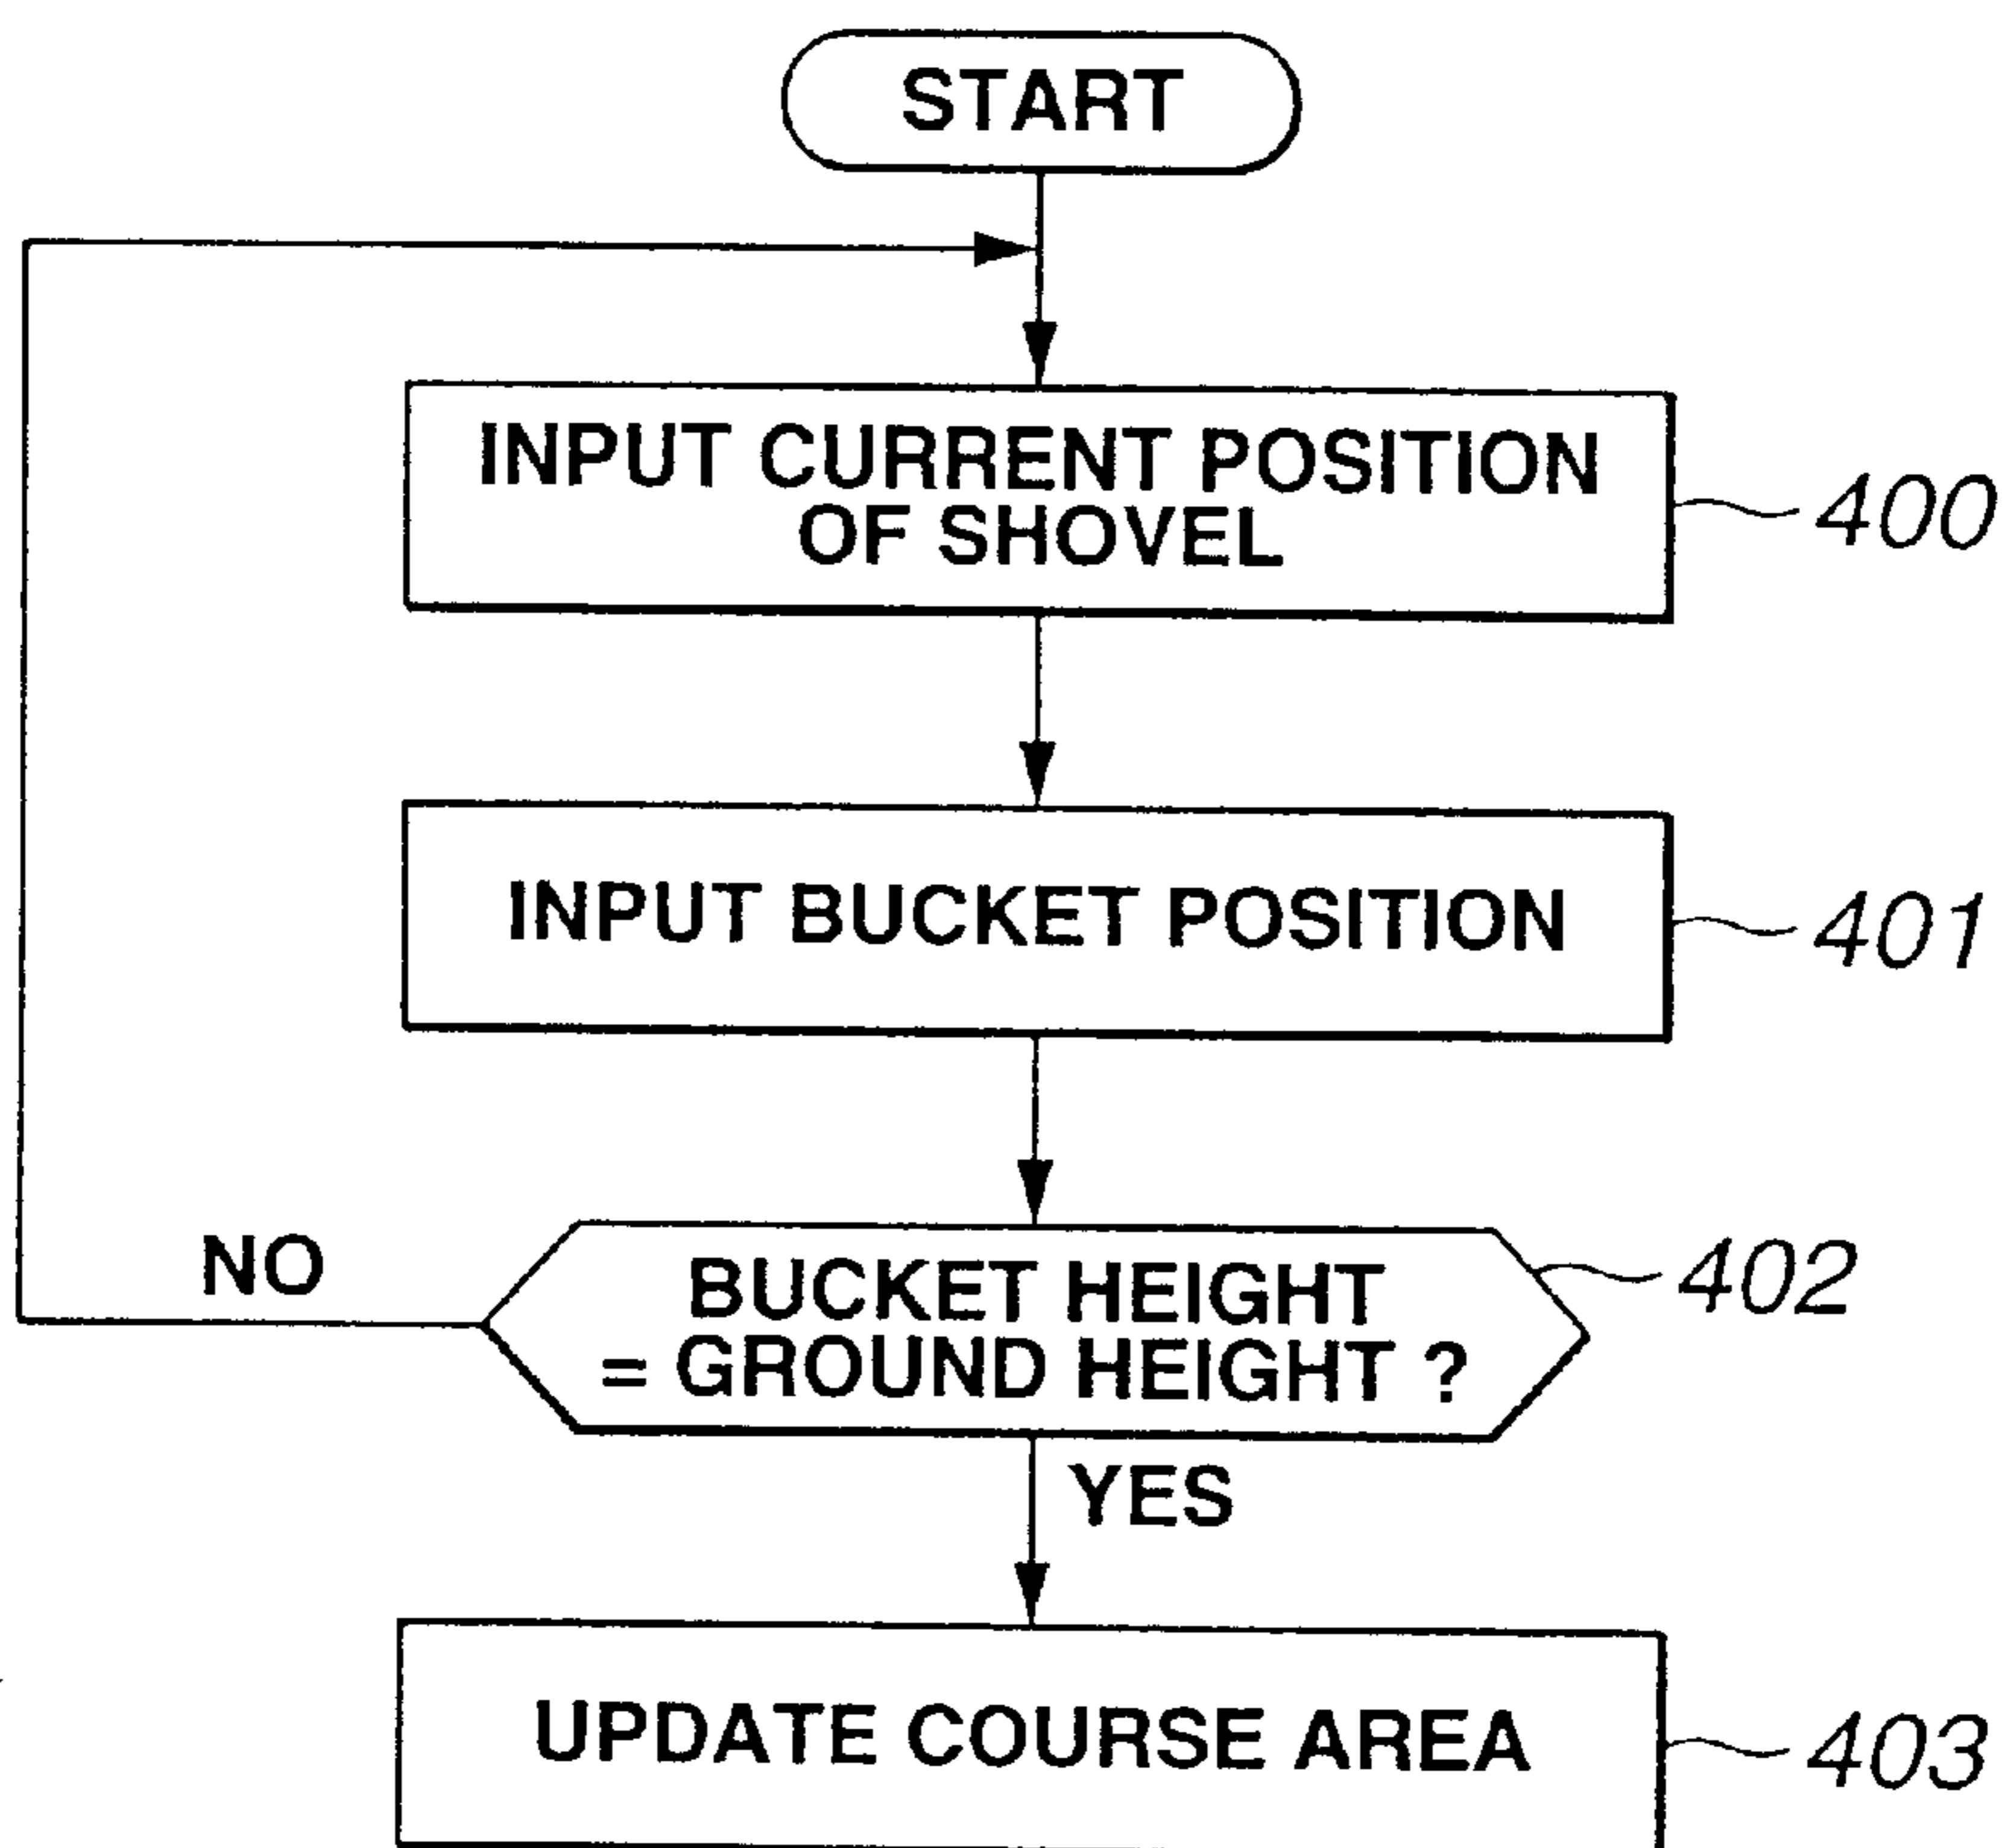 START
INPUT CURRENT POSITION
OF SHOVEL
400
INPUT BUCKET POSITION
401
NO
BUCKET HEIGHT
= GROUND HEIGHT ?
402
YES
UPDATE COURSE AREA
403